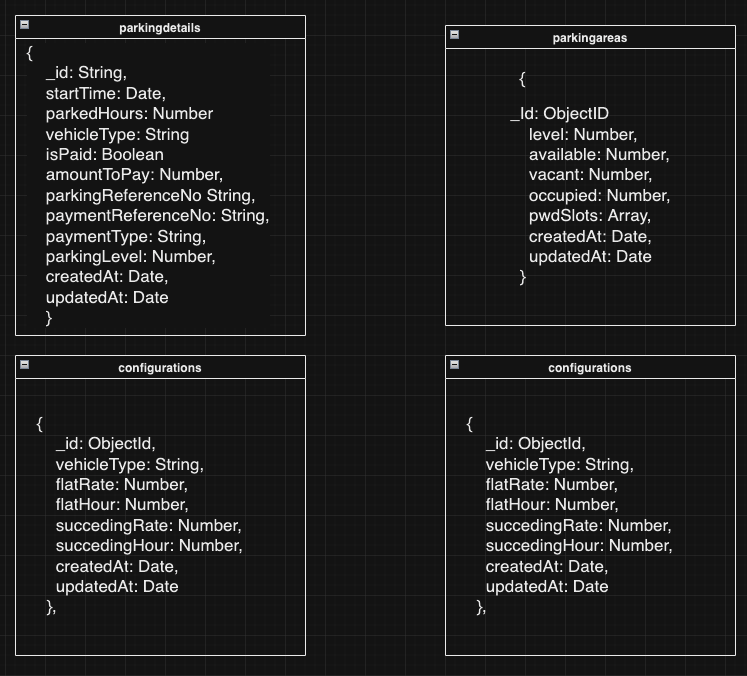 parkingdetails
{
_id: String,
startTime: Date,
parkedHours: Number
vehicleType: String
isPaid: Boolean
amountToPay: Number,
parkingReferenceNo String,
paymentReferenceNo: String,
paymentType: String,
parkingLevel: Number,
createdAt: Date,
updatedAt: Date
}
parkingareas
{
_Id: ObjectID
level: Number,
available: Number,
vacant: Number,
occupied: Number,
pwdSlots: Array,
createdAt: Date,
updatedAt: Date
}
configurations
{
_id: ObjectId,
vehicleType: String,
flatRate: Number,
flatHour: Number,
succedingRate: Number,
succedingHour: Number,
createdAt: Date,
updatedAt: Date
},
configurations
{
_id: ObjectId,
vehicleType: String,
flatRate: Number,
flatHour: Number,
succedingRate: Number,
succedingHour: Number,
createdAt: Date,
updatedAt: Date
},